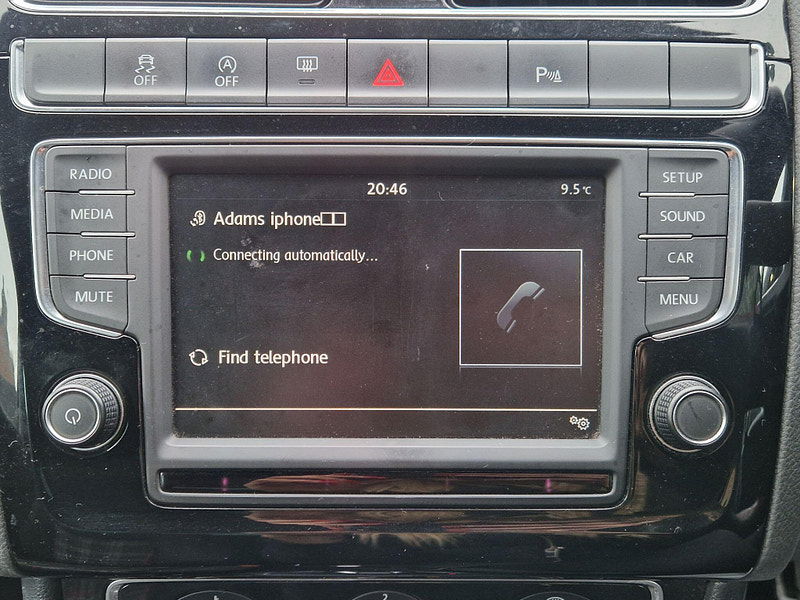 OFF
A
OFF
P
RADIO
MEDIA
PHONE
MUTE
20:46
9.5 °C
Adams iphone□□
Connecting automatically...
Find telephone
SETUP
SOUND
CAR
MENU
2